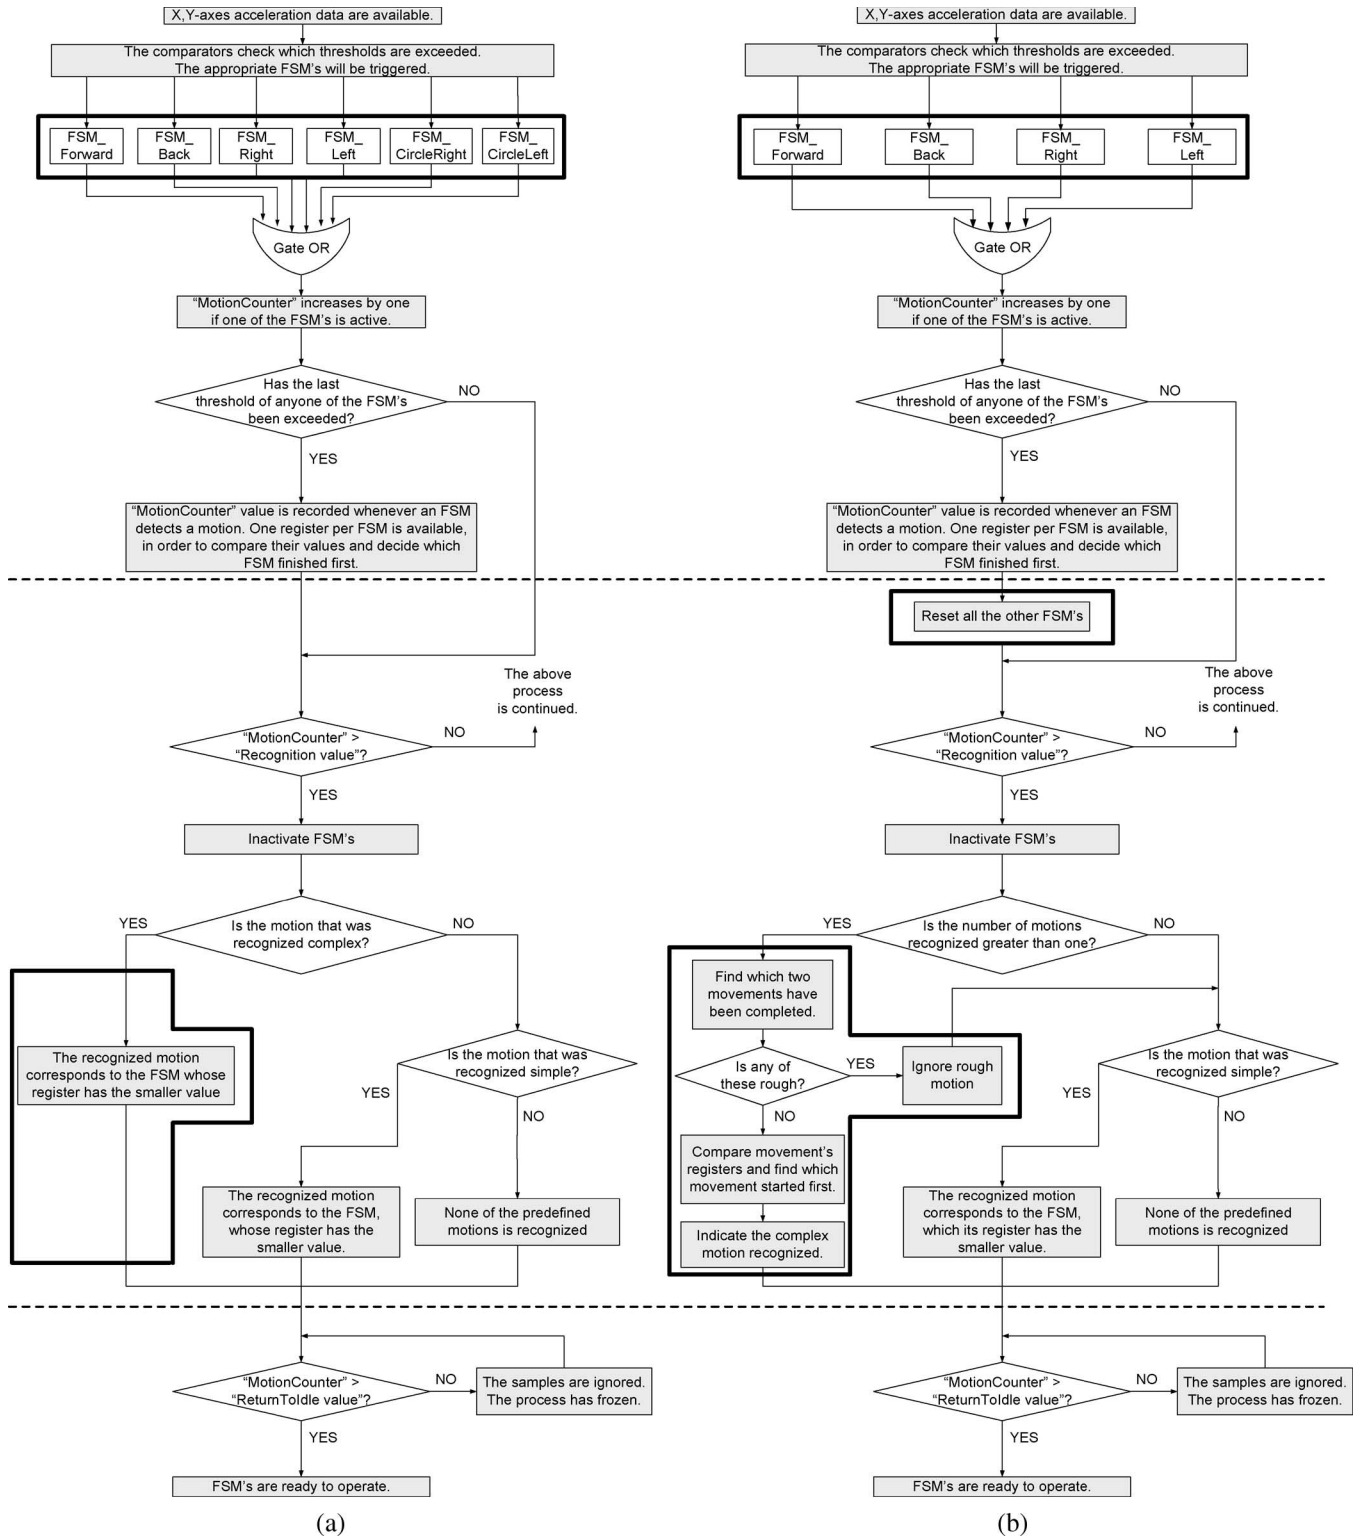 X,Y-axes acceleration data are available.
The comparators check which thresholds are exceeded.
The appropriate FSM's will be triggered.
FSM_
Forward
FSM_
Back
FSM_
Right
FSM_
Left
FSM_
CircleRight
FSM_
CircleLeft
Gate OR
“MotionCounter” increases by one
if one of the FSM's is active.
Has the last
threshold of anyone of the FSM's
been exceeded?
NO
YES
“MotionCounter” value is recorded whenever an FSM
detects a motion. One register per FSM is available,
in order to compare their values and decide which
FSM finished first.
The above
process
is continued.
“MotionCounter” >
“Recognition value”?
NO
YES
Inactivate FSM's
YES
Is the motion that was
recognized complex?
NO
The recognized motion
corresponds to the FSM whose
register has the smaller value
Is the motion that was
recognized simple?
YES
NO
The recognized motion
corresponds to the FSM,
whose register has the
smaller value.
None of the predefined
motions is recognized
“MotionCounter” >
“ReturnToIdle value”?
NO
The samples are ignored.
The process has frozen.
YES
FSM's are ready to operate.
(a)
X,Y-axes acceleration data are available.
The comparators check which thresholds are exceeded.
The appropriate FSM's will be triggered.
FSM_
Forward
FSM_
Back
FSM_
Right
FSM_
Left
Gate OR
“MotionCounter” increases by one
if one of the FSM's is active.
Has the last
threshold of anyone of the FSM's
been exceeded?
NO
YES
“MotionCounter” value is recorded whenever an FSM
detects a motion. One register per FSM is available,
in order to compare their values and decide which
FSM finished first.
Reset all the other FSM's
The above
process
is continued.
“MotionCounter” >
“Recognition value”?
NO
YES
Inactivate FSM's
YES
Is the number of motions
recognized greater than one?
NO
Find which two
movements have
been completed.
Is any of
these rough?
YES
Ignore rough
motion
NO
Compare movement's
registers and find which
movement started first.
Indicate the complex
motion recognized.
Is the motion that was
recognized simple?
YES
NO
The recognized motion
corresponds to the FSM,
which its register has the
smaller value.
None of the predefined
motions is recognized
“MotionCounter” >
“ReturnToIdle value”?
NO
The samples are ignored.
The process has frozen.
YES
FSM's are ready to operate.
(b)